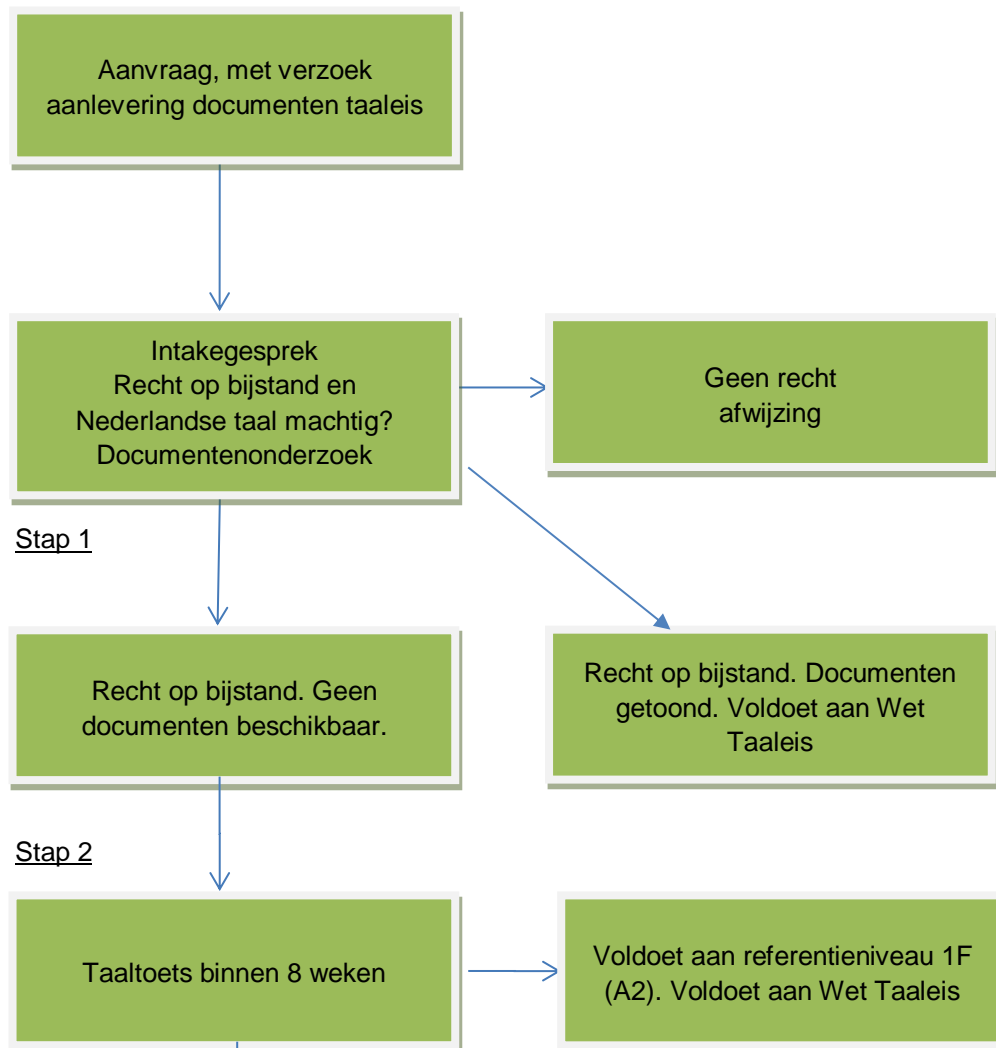 Aanvraag, met verzoek
aanlevering documenten taaleis
Intakegesprek
Recht op bijstand en
Nederlandse taal machtig?
Documentenonderzoek
Geen recht
afwijzing
Stap 1
Recht op bijstand. Geen
documenten beschikbaar.
Recht op bijstand. Documenten
getoond. Voldoet aan Wet
Taaleis
Stap 2
Taaltoets binnen 8 weken
Voldoet aan referentieniveau 1F
(A2). Voldoet aan Wet Taaleis